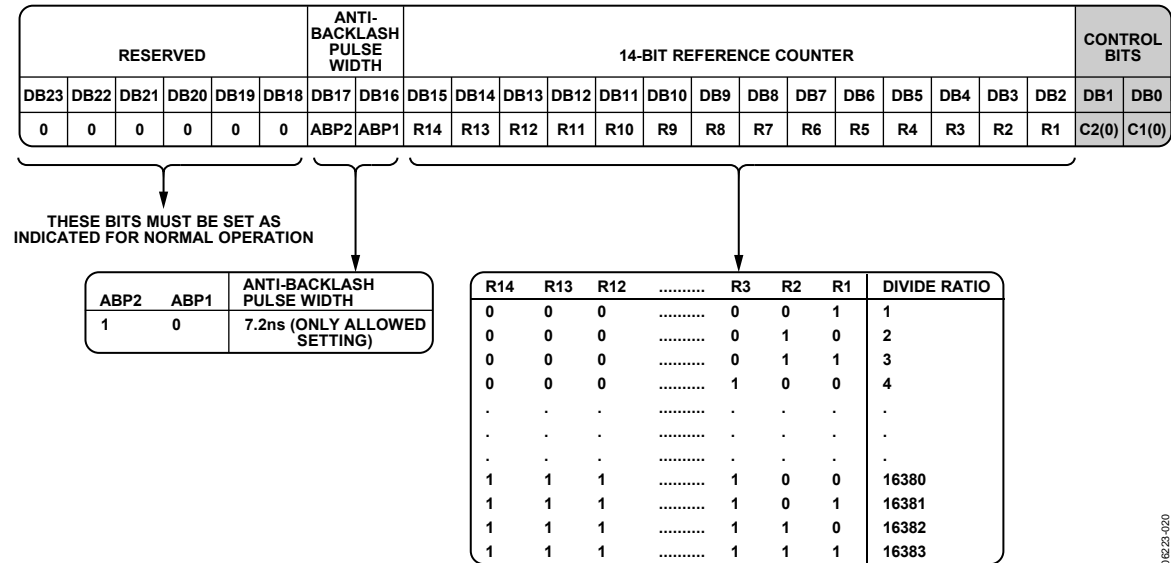 RESERVED
ANTI-
BACKLASH
PULSE
WIDTH
14-BIT REFERENCE COUNTER
CONTROL
BITS
DB23 DB22 DB21 DB20 DB19 DB18 DB17 DB16 DB15 DB14 DB13 DB12 DB11 DB10 DB9 DB8 DB7 DB6 DB5 DB4 DB3 DB2 DB1 DB0
0 0 0 0 0 0 ABP2 ABP1 R14 R13 R12 R11 R10 R9 R8 R7 R6 R5 R4 R3 R2 R1 C2(0) C1(0)
THESE BITS MUST BE SET AS
INDICATED FOR NORMAL OPERATION
ABP2 ABP1 ANTI-BACKLASH
PULSE WIDTH
1 0 7.2ns (ONLY ALLOWED
SETTING)
R14 R13 R12 .......... R3 R2 R1 DIVIDE RATIO
0 0 0 .......... 0 0 1 1
0 0 0 .......... 0 1 0 2
0 0 0 .......... 0 1 1 3
0 0 0 .......... 1 0 0 4
. . . .......... . . . .
. . . .......... . . . .
. . . .......... . . . .
1 1 1 .......... 1 0 0 16380
1 1 1 .......... 1 0 1 16381
1 1 1 .......... 1 1 0 16382
1 1 1 .......... 1 1 1 16383
06223-020